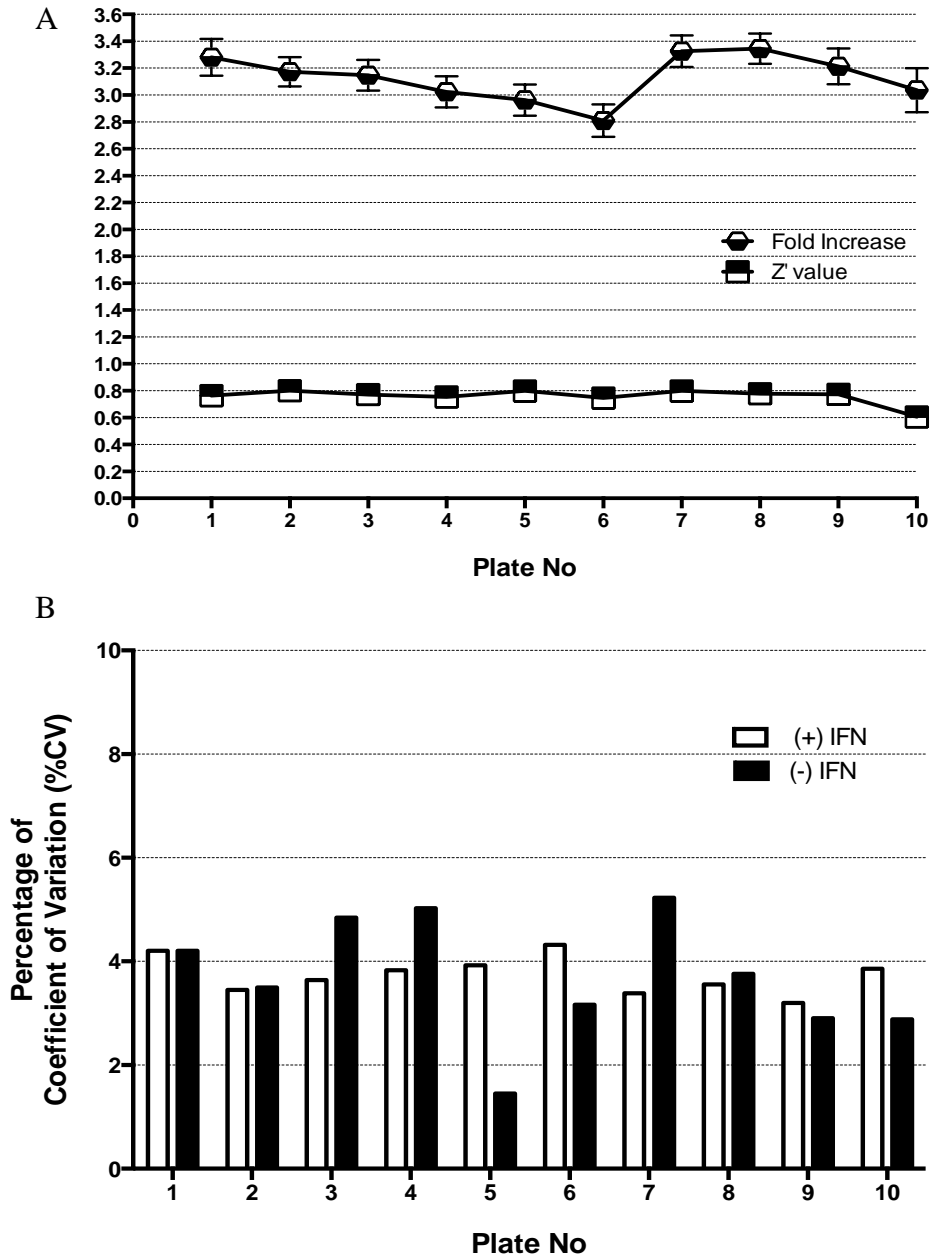 A
3.6
3.4
3.2
3.0
2.8
2.6
2.4
2.2
2.0
1.8
1.6
1.4
1.2
1.0
0.8
0.6
0.4
0.2
0.0
Fold Increase
Z' value
0 1 2 3 4 5 6 7 8 9 10
Plate No
B
Percentage of
Coefficient of Variation (%CV)
10
8
6
4
2
0
(+) IFN
(-) IFN
1 2 3 4 5 6 7 8 9 10
Plate No